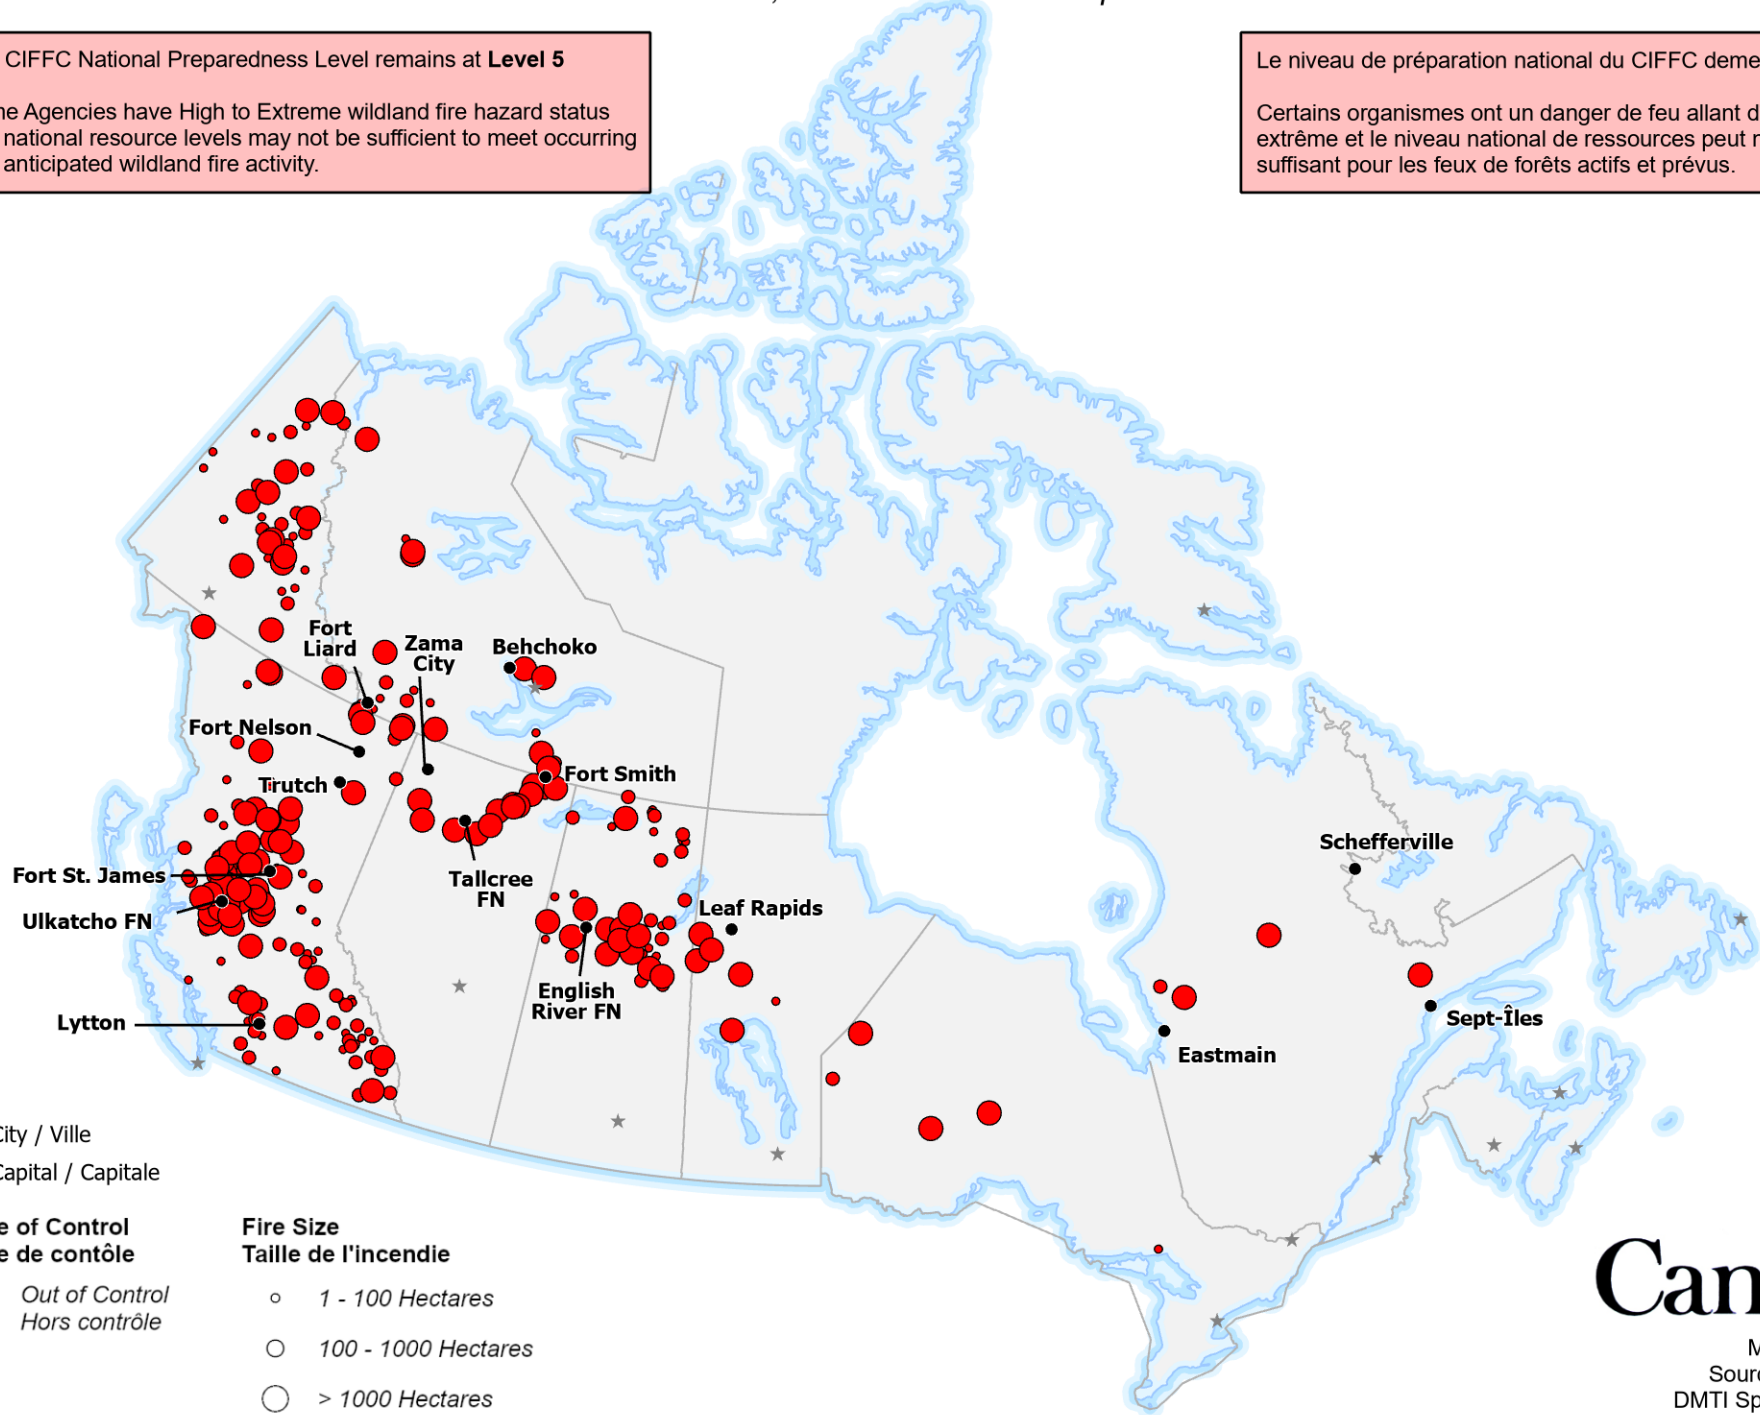 CIFFC National Preparedness Level remains at Level 5
Agencies have High to Extreme wildland fire hazard status
national resource levels may not be sufficient to meet occurring
anticipated wildland fire activity.
Le niveau de préparation national du CIFFC
Certains organismes ont un danger de feu allant
extrême et le niveau national de ressources peut
suffisant pour les feux de forêts actifs et prévus.
Fort
Liard
Zama
City
Behchoko
Fort Nelson
Trutch
Fort Smith
Fort St. James
Ulkatcho FN
Tallcree
FN
Leaf Rapids
English
River FN
Lytton
Schefferville
Sept-Îles
Eastmain
City / Ville
Capital / Capitale
of Control
de contôle
Out of Control
Hors contrôle
Fire Size
Taille de l'incendie
1 - 100 Hectares
100 - 1000 Hectares
> 1000 Hectares
Can
DMTI